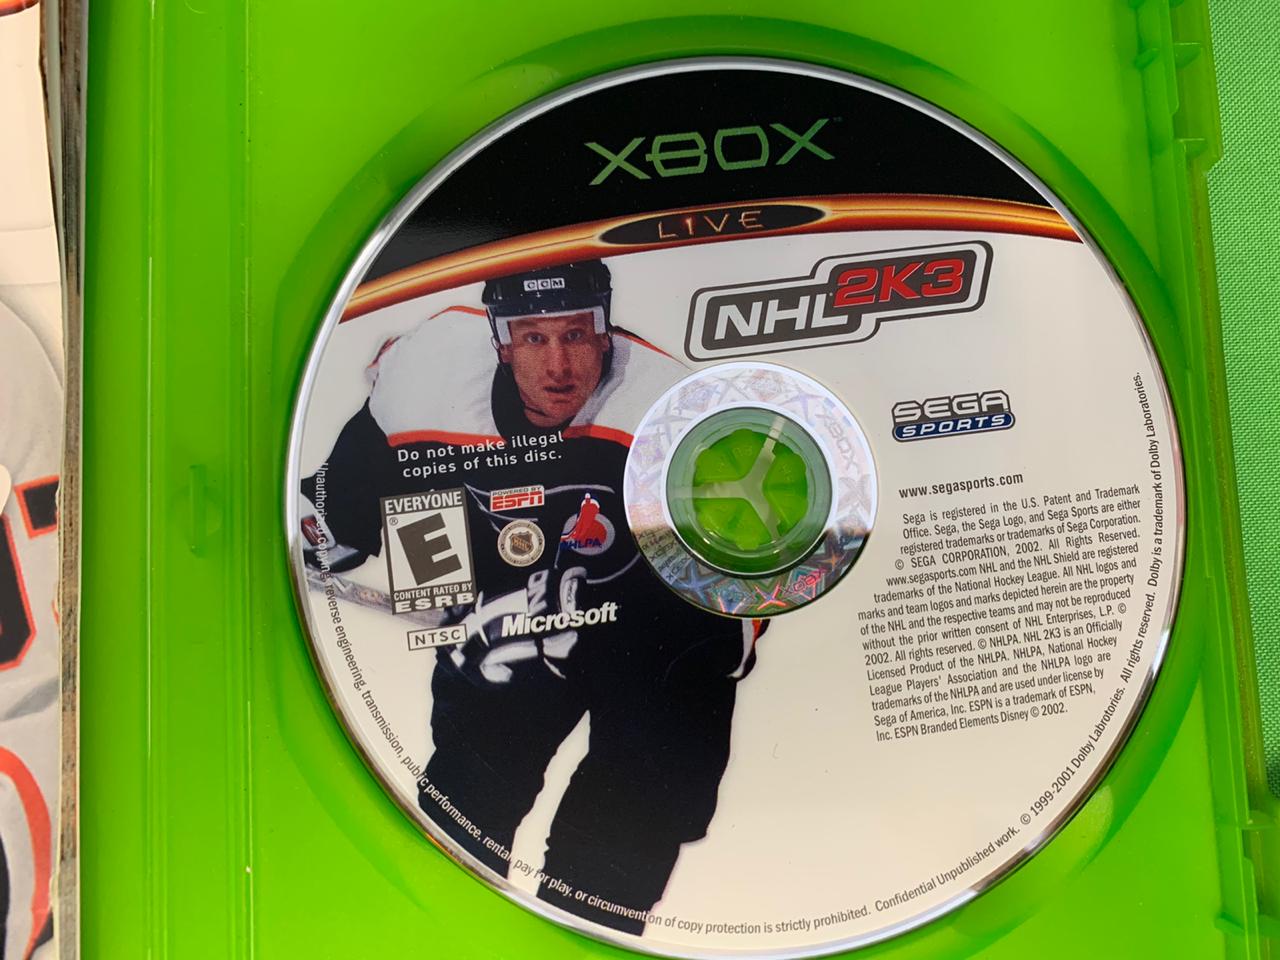 XBOX™
LIVE
CCM
NHL 2K3
SEGA
SPORTS
Do not make illegal
copies of this disc.
EVERYONE
E
®
CONTENT RATED BY
ESRB
POWERED BY
ESPN
NHL
NHLPA
NTSC
Microsoft
www.segasports.com
Sega is registered in the U.S. Patent and Trademark
Office. Sega, the Sega Logo, and Sega Sports are either
registered trademarks or trademarks of Sega Corporation.
© SEGA CORPORATION, 2002. All Rights Reserved.
www.segasports.com NHL and the NHL Shield are registered
trademarks of the National Hockey League. All NHL logos and
marks and team logos and marks depicted herein are the property
of the NHL and the respective teams and may not be reproduced
without the prior written consent of NHL Enterprises, L.P. ©
2002. All rights reserved. © NHLPA. NHL 2K3 is an Officially
Licensed Product of the NHLPA. NHLPA, National Hockey
League Players' Association and the NHLPA logo are
trademarks of the NHLPA and are used under license by
Sega of America, Inc. ESPN is a trademark of ESPN,
Inc. ESPN Branded Elements Disney © 2002.
Unauthorized copying, reverse engineering, transmission, public performance, rental, pay for play, or circumvention of copy protection is strictly prohibited. Confidential Unpublished work. © 1999-2001 Dolby Labrotories. All rights reserved. Dolby is a trademark of Dolby Laboratories.